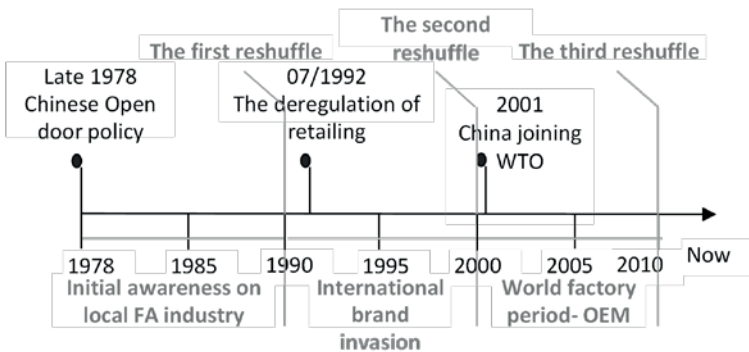 The first reshuffle
The second
reshuffle
The third reshuffle
Late 1978
Chinese Open
door policy
07/1992
The deregulation of
retailing
2001
China joining
WTO
1978 1985 1990 1995 2000 2005 2010 Now
Initial awareness on
local FA industry
International
brand
invasion
World factory
period- OEM